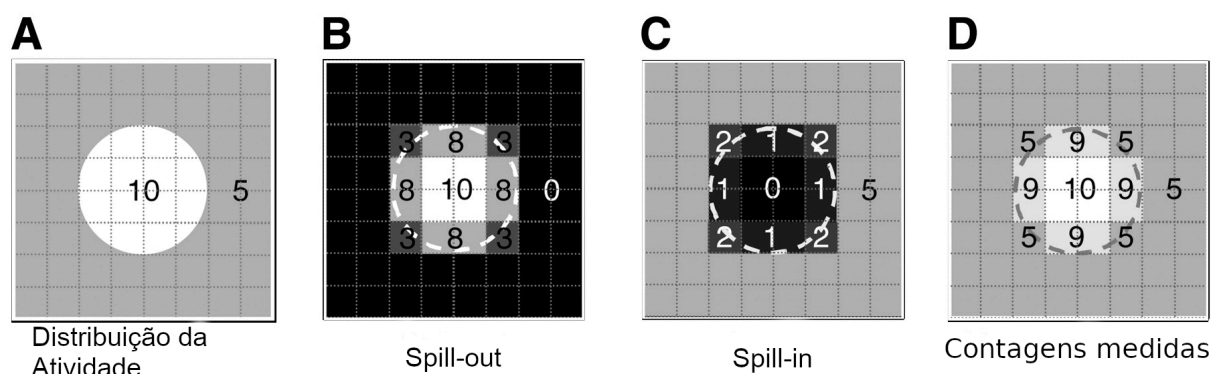 A
B
C
D
10 5
3 8 3
8 10 8 0
3 8 3
2 1 2
1 0 1 5
2 1 2
5 9 5
9 10 9 5
5 9 5
Distribuição da
Atividade
Spill-out
Spill-in
Contagens medidas